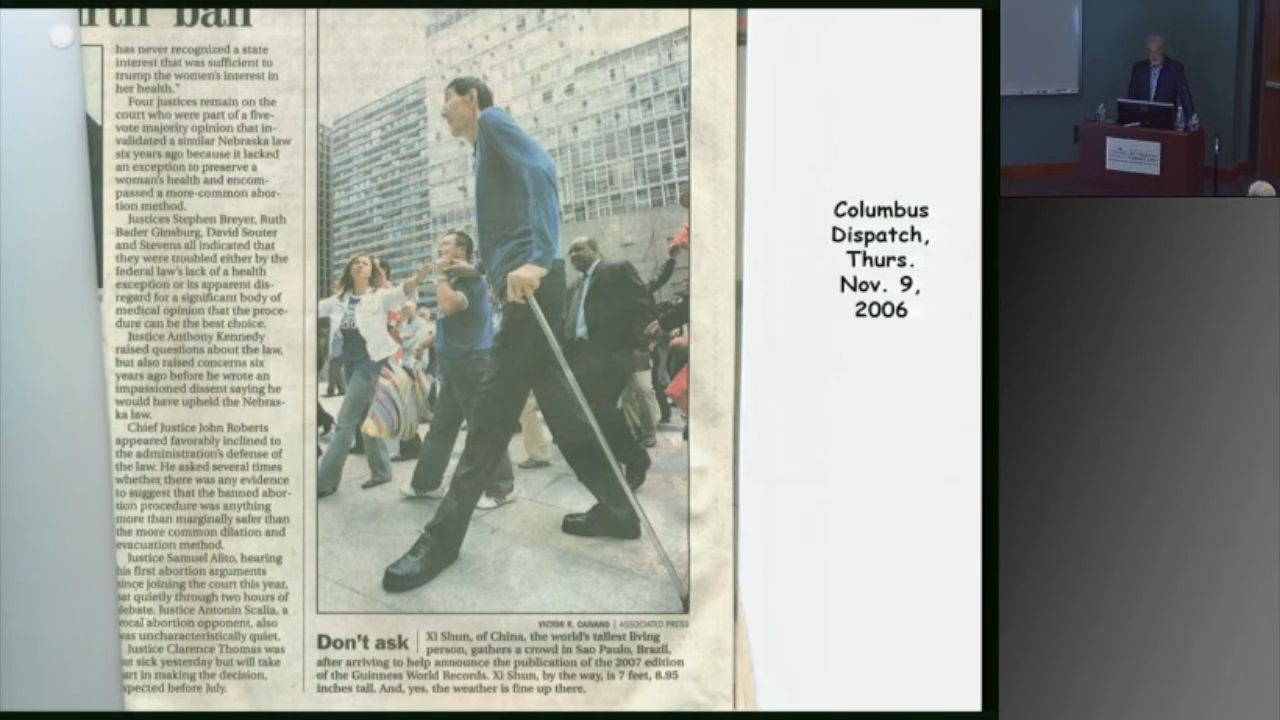 rth ban
has never recognized a state
interest that was sufficient to
trump the women's interest in
her health."
Four justices remain on the
court who were part of a five-
vote majority opinion that in-
validated a similar Nebraska law
six years ago because it lacked
an exception to preserve a
woman's health and encom-
passed a more-common abor-
tion method.
Justices Stephen Breyer, Ruth
Bader Ginsburg, David Souter
and Stevens all indicated that
they were troubled either by the
federal law's lack of a health
exception or its apparent dis-
regard for a significant body of
medical opinion that the proce-
dure can be the best choice.
Justice Anthony Kennedy
raised questions about the law,
but also raised concerns six
years ago before he wrote an
impassioned dissent saying he
would have upheld the Nebras-
ka law.
Chief Justice John Roberts
appeared favorably inclined to
the administration's defense of
the law. He asked several times
whether there was any evidence
to suggest that the banned abor-
tion procedure was anything
more than marginally safer than
the more common dilation and
evacuation method.
Justice Samuel Alito, hearing
his first abortion arguments
since joining the court this year,
sat quietly through two hours of
debate. Justice Antonin Scalia, a
vocal abortion opponent, also
was uncharacteristically quiet.
Justice Clarence Thomas was
out sick yesterday but will take
part in making the decision,
expected before July.
VICTOR R. CAIVANO | ASSOCIATED PRESS
Don't ask
Xi Shun, of China, the world's tallest living
person, gathers a crowd in Sao Paulo, Brazil,
after arriving to help announce the publication of the 2007 edition
of the Guinness World Records. Xi Shun, by the way, is 7 feet, 8.95
inches tall. And, yes, the weather is fine up there.
Columbus
Dispatch,
Thurs.
Nov. 9,
2006